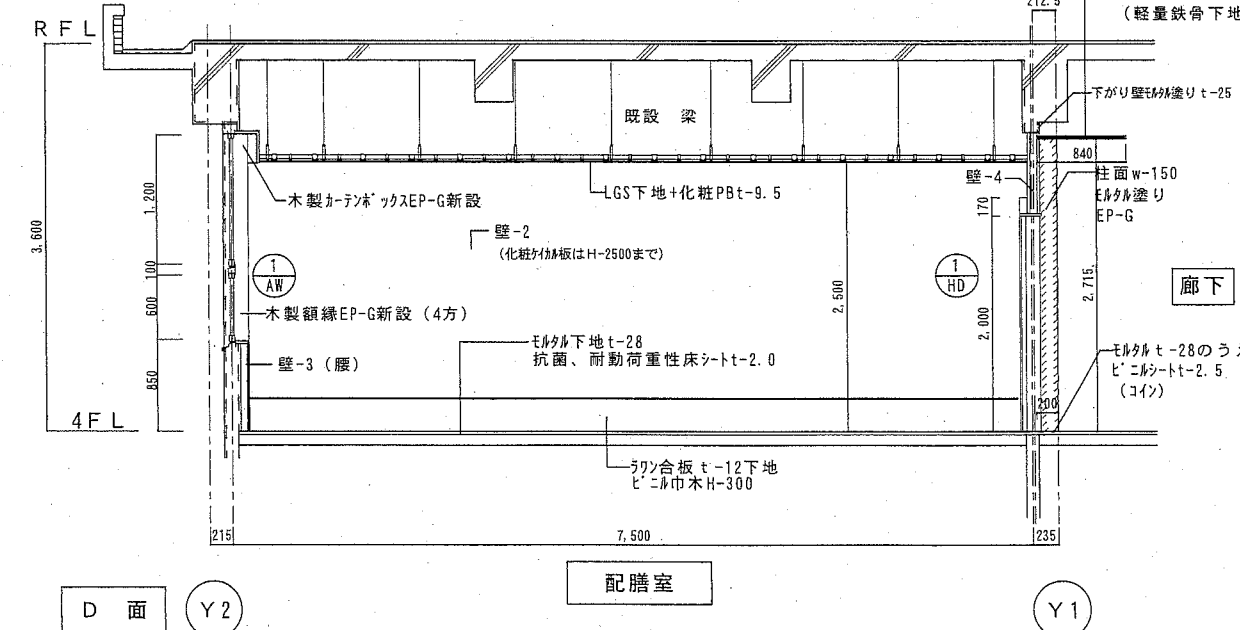 212.5
(軽量鉄骨下地
RFL
下がり壁モルタル塗り t-25
既設 梁
840
壁-4
柱面w-150
モルタル塗り
EP-G
LGS下地+化粧PBt-9.5
木製カーテンボックスEP-G新設
170
1,200
壁-2
(化粧ケイカル板はH-2500まで)
3,600
100
1
AW
1
HD
廊下
600
2,500
2,715
木製額縁EP-G新設(4方)
2,000
モルタル下地t-28
抗菌、耐動荷重性床シートt-2.0
モルタル t-28のうえ
ビニルシートt-2.5
(コイン)
壁-3(腰)
850
200
4FL
ラワン合板 t-12下地
ビニル巾木H-300
215
7,500
235
配膳室
D 面
Y2
Y1